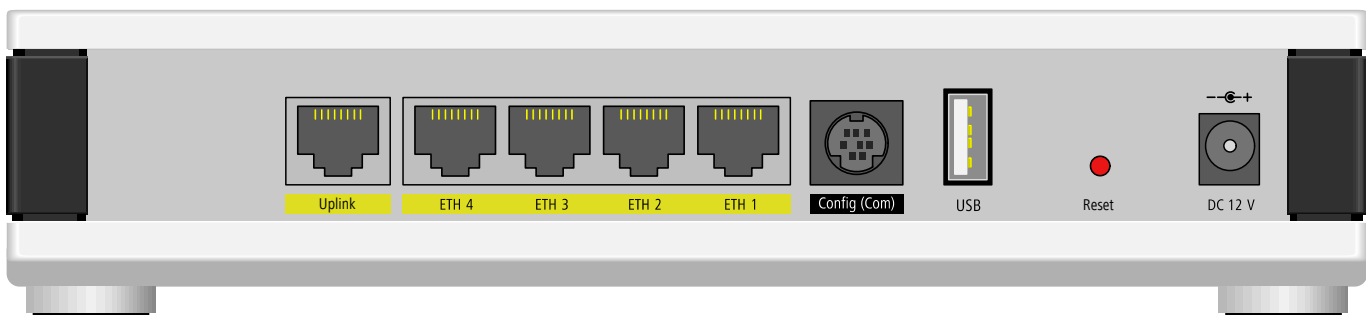 Uplink
ETH 4
ETH 3
ETH 2
ETH 1
Config (Com)
USB
Reset
DC 12 V